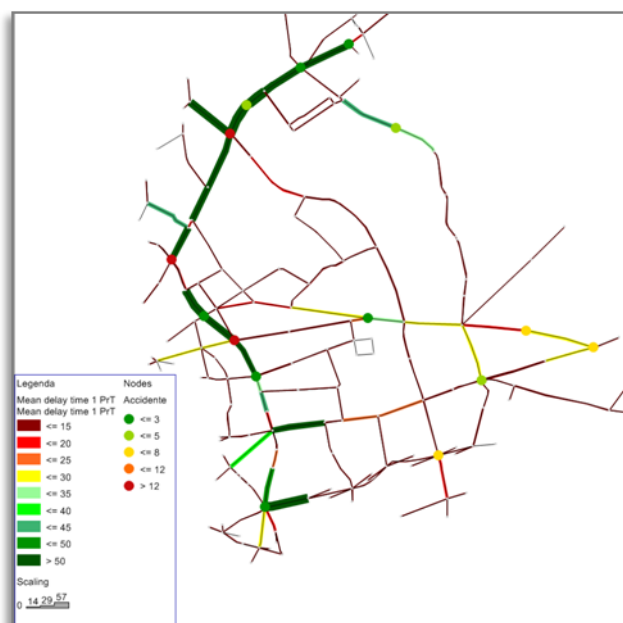 Legenda
Mean delay time 1 PrT
Mean delay time 1 PrT
<= 15
<= 20
<= 25
<= 30
<= 35
<= 40
<= 45
<= 50
> 50
Scaling
0 14 29 57
Nodes
Accidente
<= 3
<= 5
<= 8
<= 12
> 12